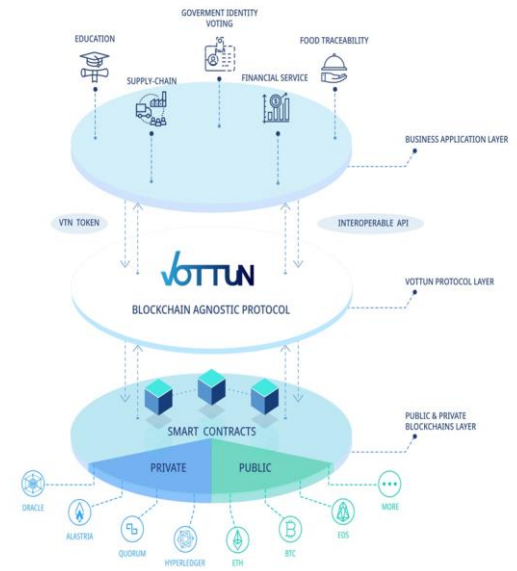 GOVERMENT IDENTITY
VOTING
EDUCATION
FOOD TRACEABILITY
SUPPLY-CHAIN
FINANCIAL SERVICE
BUSINESS APPLICATION LAYER
VTN TOKEN
INTEROPERABLE API
VOTTUN
BLOCKCHAIN AGNOSTIC PROTOCOL
VOTTUN PROTOCOL LAYER
SMART CONTRACTS
PUBLIC & PRIVATE
BLOCKCHAINS LAYER
PRIVATE
PUBLIC
ORACLE
ALASTRIA
QUORUM
HYPERLEDGER
ETH
BTC
EOS
MORE